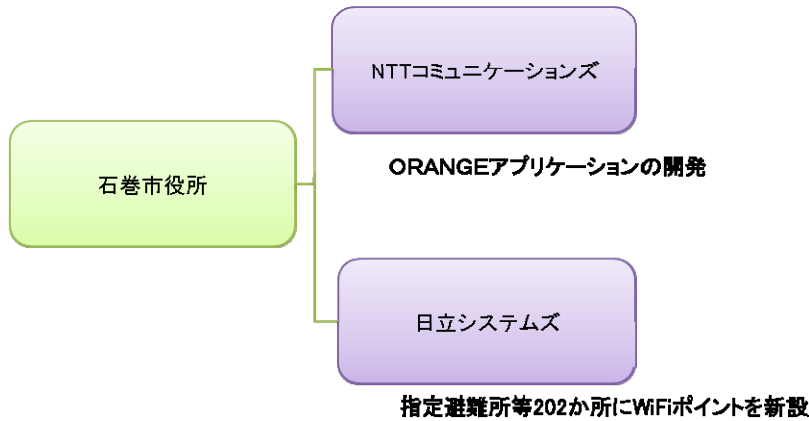 NTTコミュニケーションズ
ORANGEアプリケーションの開発
石巻市役所
日立システムズ
指定避難所等202か所にWiFiポイントを新設